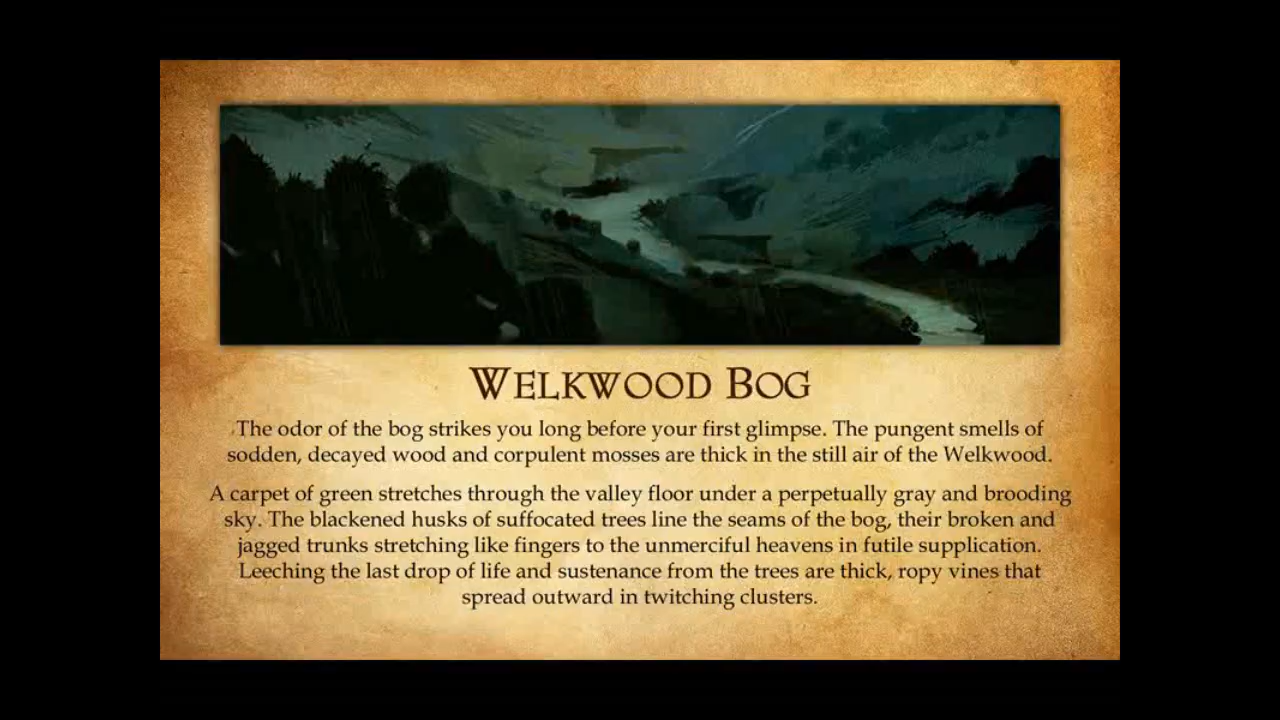 WELKWOOD BOG
The odor of the bog strikes you long before your first glimpse. The pungent smells of
sodden, decayed wood and corpulent mosses are thick in the still air of the Welkwood.
A carpet of green stretches through the valley floor under a perpetually gray and brooding
sky. The blackened husks of suffocated trees line the seams of the bog, their broken and
jagged trunks stretching like fingers to the unmerciful heavens in futile supplication.
Leeching the last drop of life and sustenance from the trees are thick, ropy vines that
spread outward in twitching clusters.